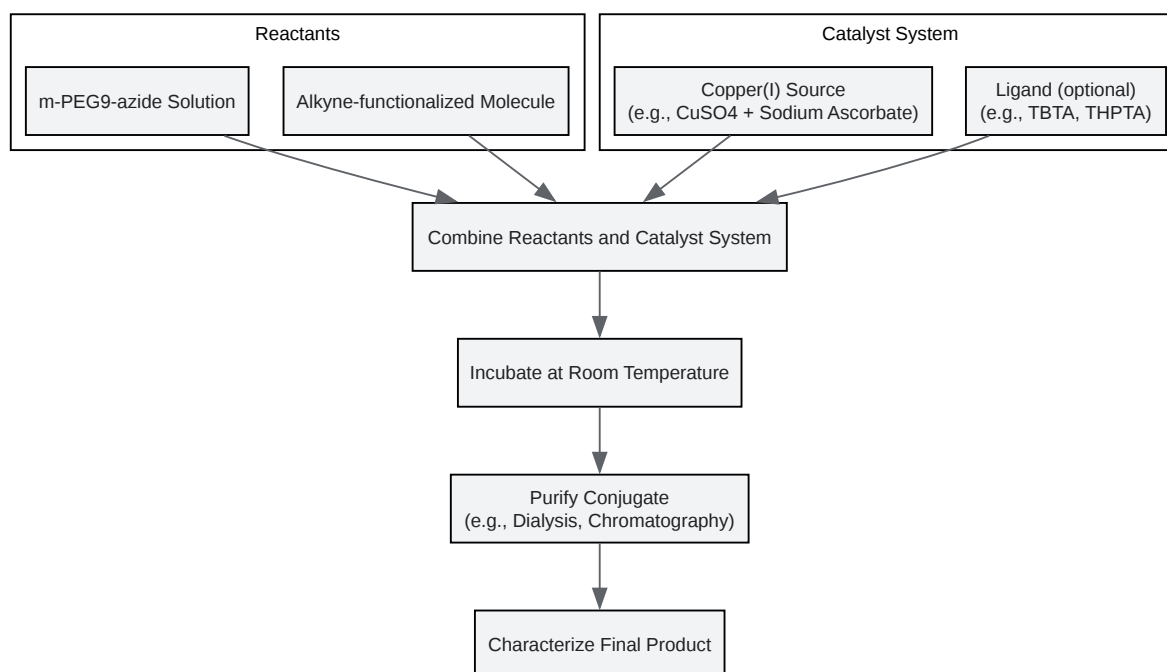 Reactants
Catalyst System
m-PEG9-azide Solution
Alkyne-functionalized Molecule
Copper(I) Source
(e.g., CuSO4 + Sodium Ascorbate)
Ligand (optional)
(e.g., TBTA, THPTA)
Combine Reactants and Catalyst System
Incubate at Room Temperature
Purify Conjugate
(e.g., Dialysis, Chromatography)
Characterize Final Product